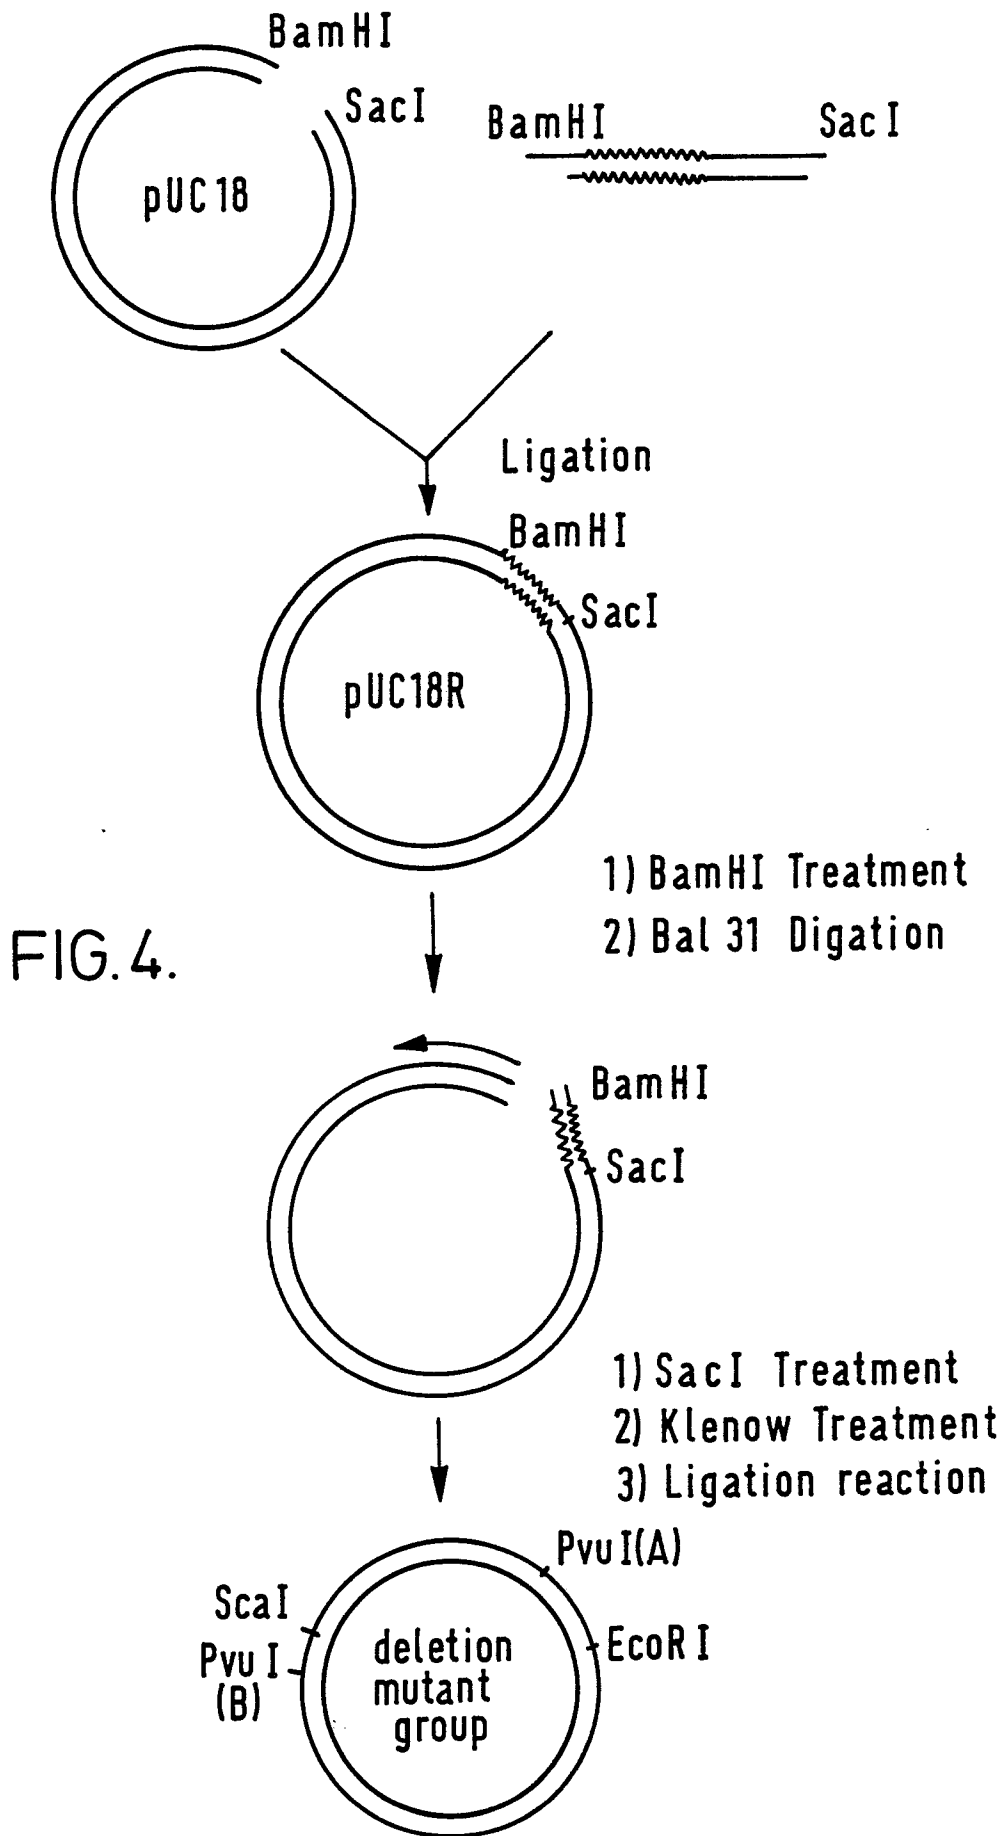 BamHI
SacI
pUC18
BamHI
SacI
Ligation
BamHI
SacI
pUC18R
1) BamHI Treatment
2) Bal 31 Digation
FIG. 4.
BamHI
SacI
1) SacI Treatment
2) Klenow Treatment
3) Ligation reaction
PvuI(A)
ScaI
EcoRI
PvuI
(B)
deletion
mutant
group